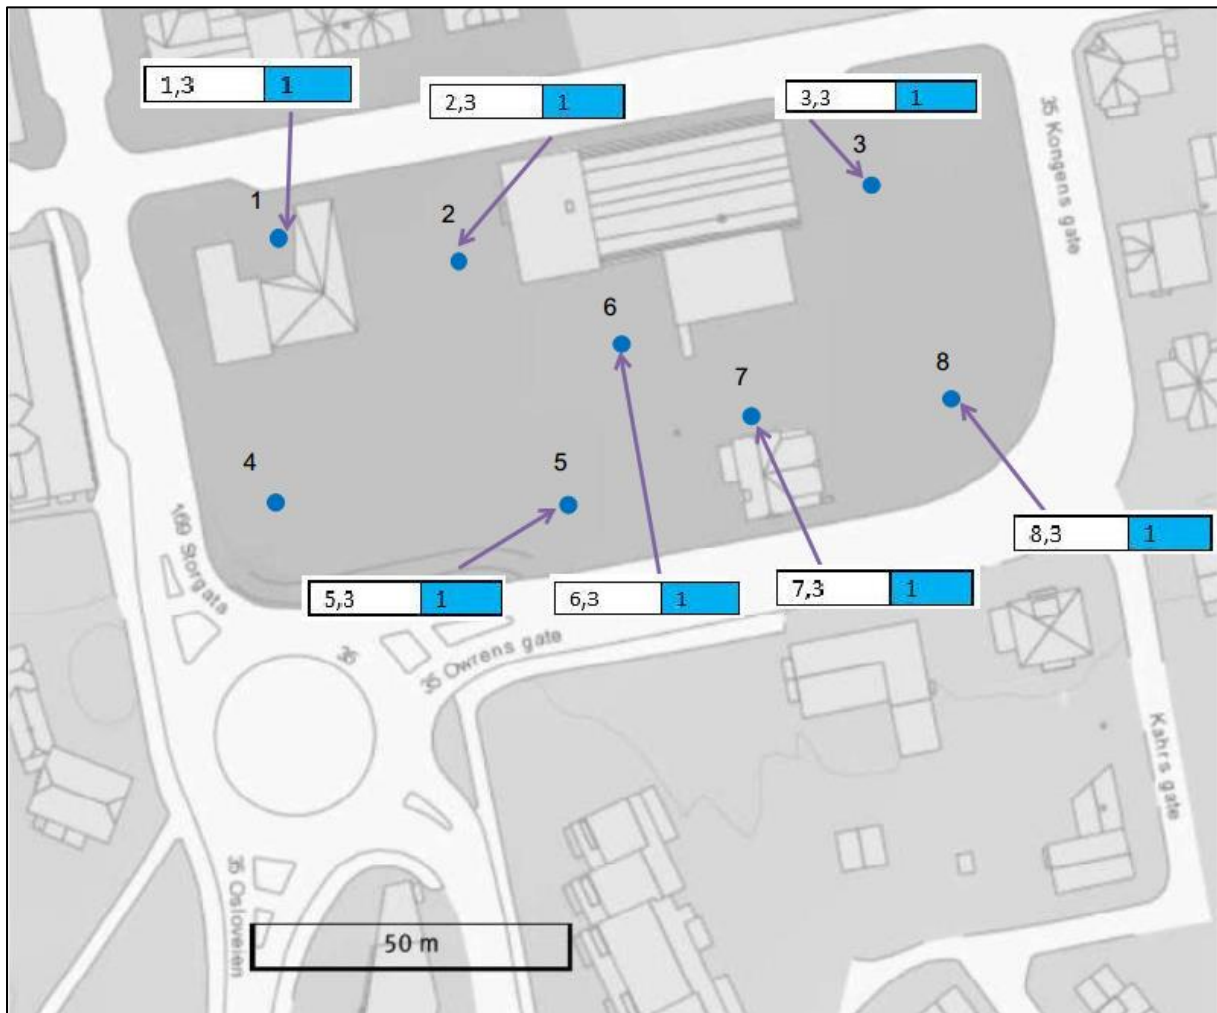 1,3 1
2,3 1
3,3 1
1
2
3
35 Kongens gate
6
7
8
4
5
169 Storgata
8,3 1
5,3 1
6,3 1
7,3 1
35
35 Owrens gate
Kahrs gate
35 Osloveien
50 m